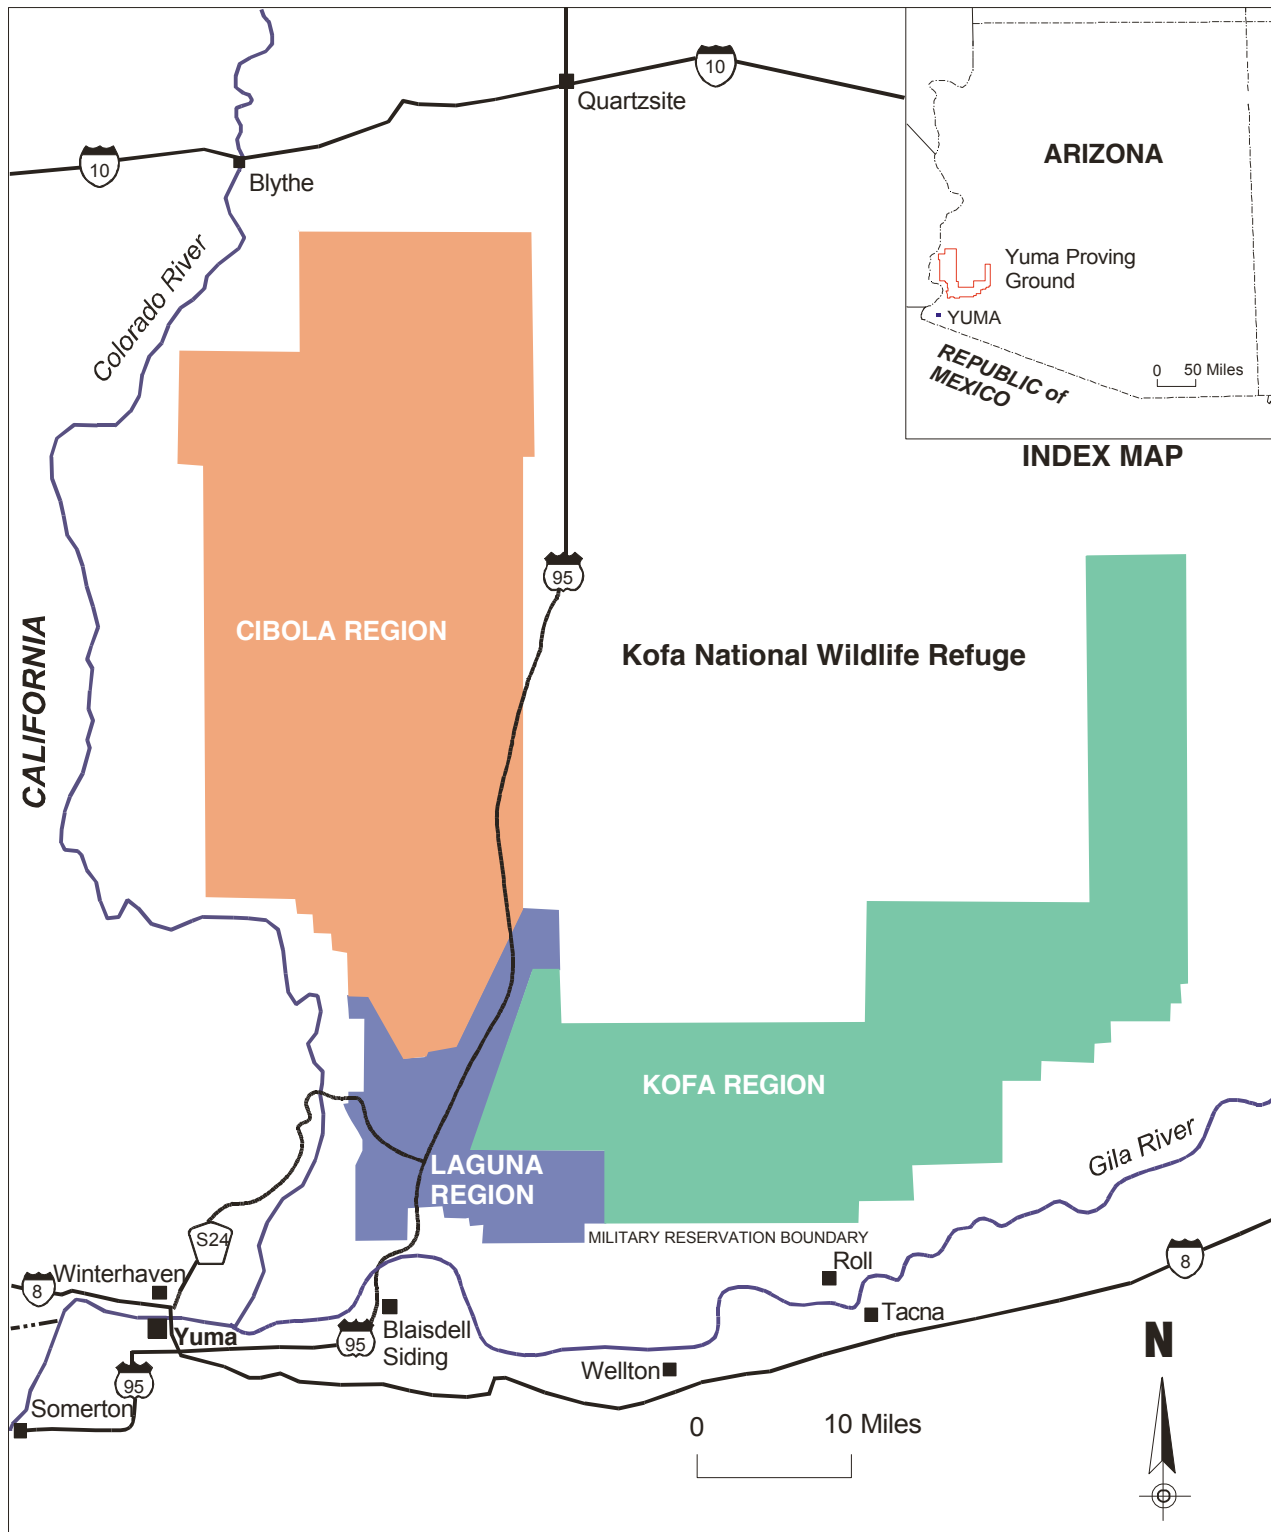 10
Quartzsite
10
Blythe
Colorado River
ARIZONA
Yuma Proving
Ground
YUMA
REPUBLIC of
MEXICO
0 50 Miles
INDEX MAP
95
CIBOLA REGION
CALIFORNIA
Kofa National Wildlife Refuge
KOFA REGION
LAGUNA
REGION
Gila River
MILITARY RESERVATION BOUNDARY
S24
Roll
8
Winterhaven
8
Tacna
Yuma
95
Blaisdell
Siding
Wellton
95
Somerton
N
0 10 Miles